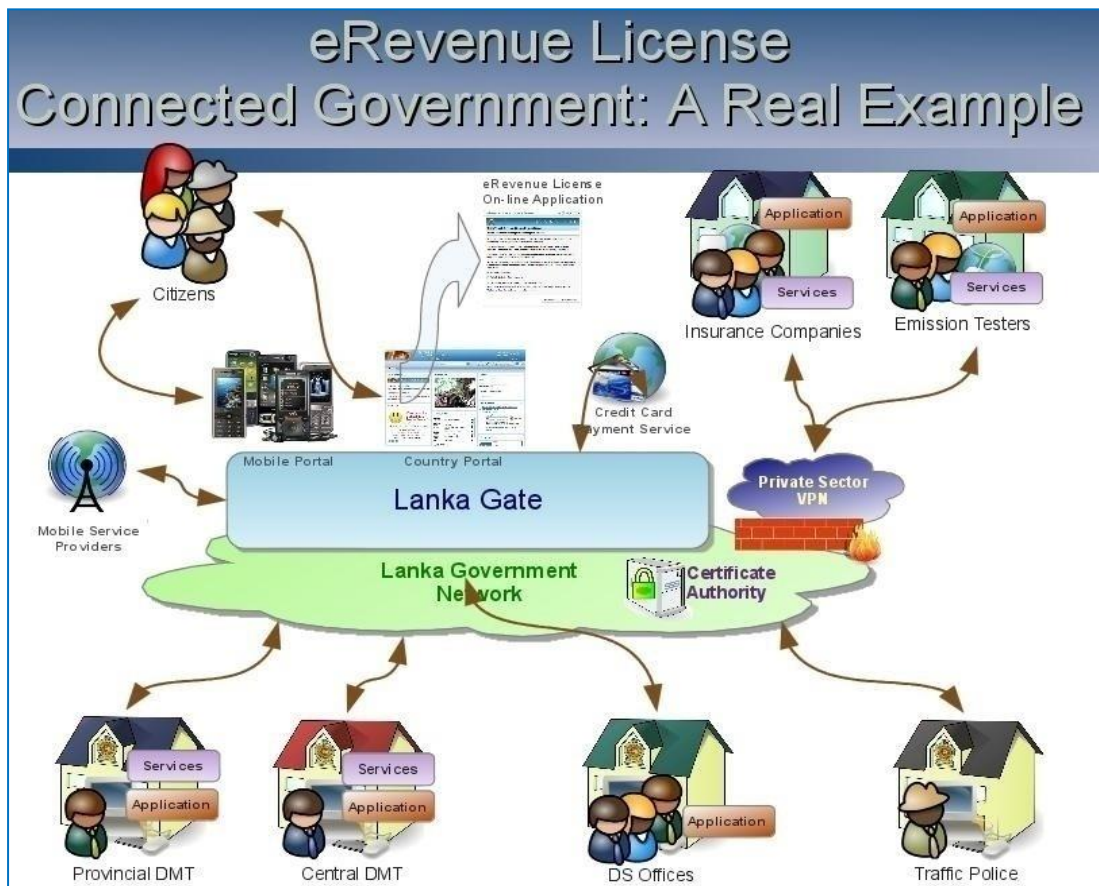 eRevenue License
Connected Government: A Real Example
eRevenue License
On-line Application
Application
Services
Insurance Companies
Application
Services
Emission Testers
Citizens
Credit Card
ayment Service
Mobile Portal
Country Portal
Mobile Service
Providers
Lanka Gate
Private Sector
VPN
Lanka Government
Network
Certificate
Authority
Services
Application
Provincial DMT
Services
Application
Central DMT
Application
DS Offices
Traffic Police